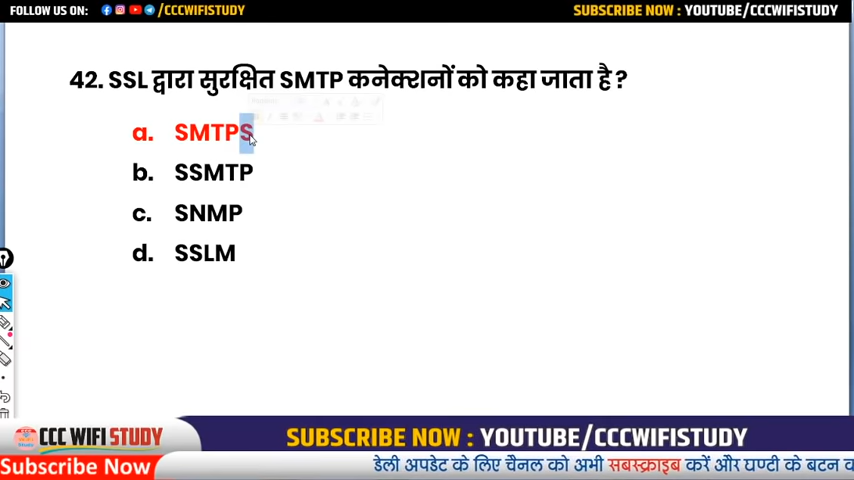 FOLLOW US ON: /CCCWIFISTUDY SUBSCRIBE NOW : YOUTUBE/CCCWIFISTUDY
42. SSL द्वारा सुरक्षित SMTP कनेक्शनों को कहा जाता है ?
a. SMTPS
b. SSMTP
c. SNMP
d. SSLM
CCC WIFI STUDY SUBSCRIBE NOW : YOUTUBE/CCCWIFISTUDY
Subscribe Now डेली अपडेट के लिए चैनल को अभी सबस्क्राइब करें और घण्टी के बटन